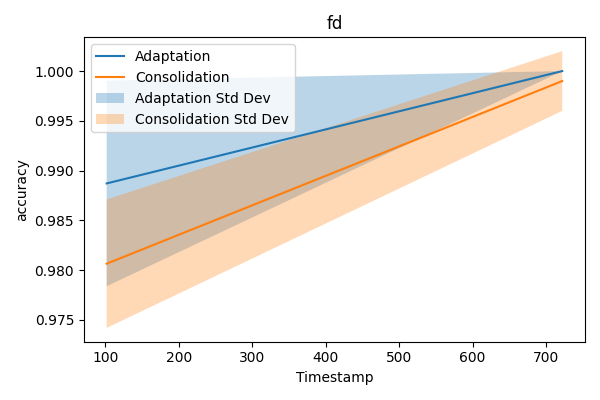 fd
Adaptation
Consolidation
Adaptation Std Dev
Consolidation Std Dev
accuracy
1.000
0.995
0.990
0.985
0.980
0.975
100 200 300 400 500 600 700
Timestamp